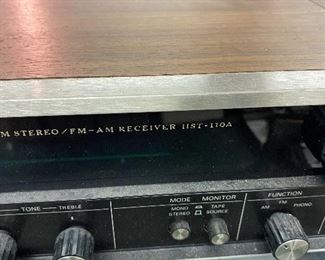 M STEREO/FM-AM RECEIVER HST-110A
TONE TREBLE
MODE MONITOR
MONO TAPE
STEREO SOURCE
FUNCTION
AM FM PHONO